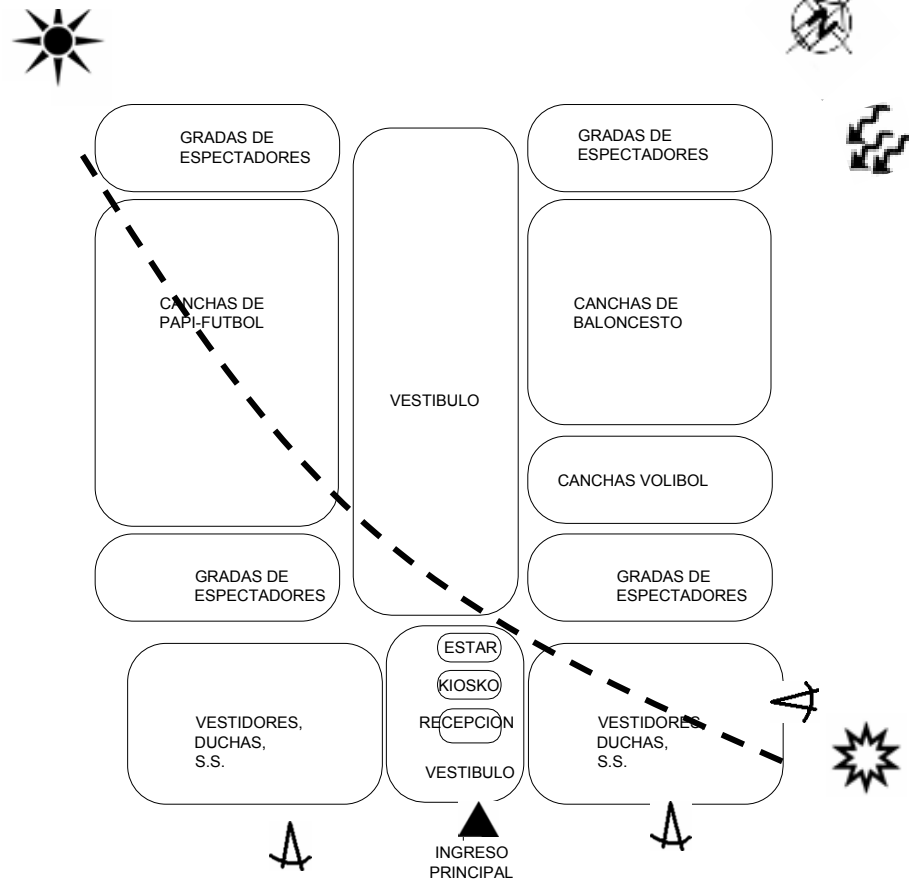 GRADAS DE
ESPECTADORES
GRADAS DE
ESPECTADORES
CANCHAS DE
PAPI-FUTBOL
CANCHAS DE
BALONCESTO
VESTIBULO
CANCHAS VOLIBOL
GRADAS DE
ESPECTADORES
GRADAS DE
ESPECTADORES
ESTAR
KIOSKO
RECEPCION
VESTIDORES,
DUCHAS,
S.S.
VESTIDORES,
DUCHAS,
S.S.
VESTIBULO
INGRESO
PRINCIPAL